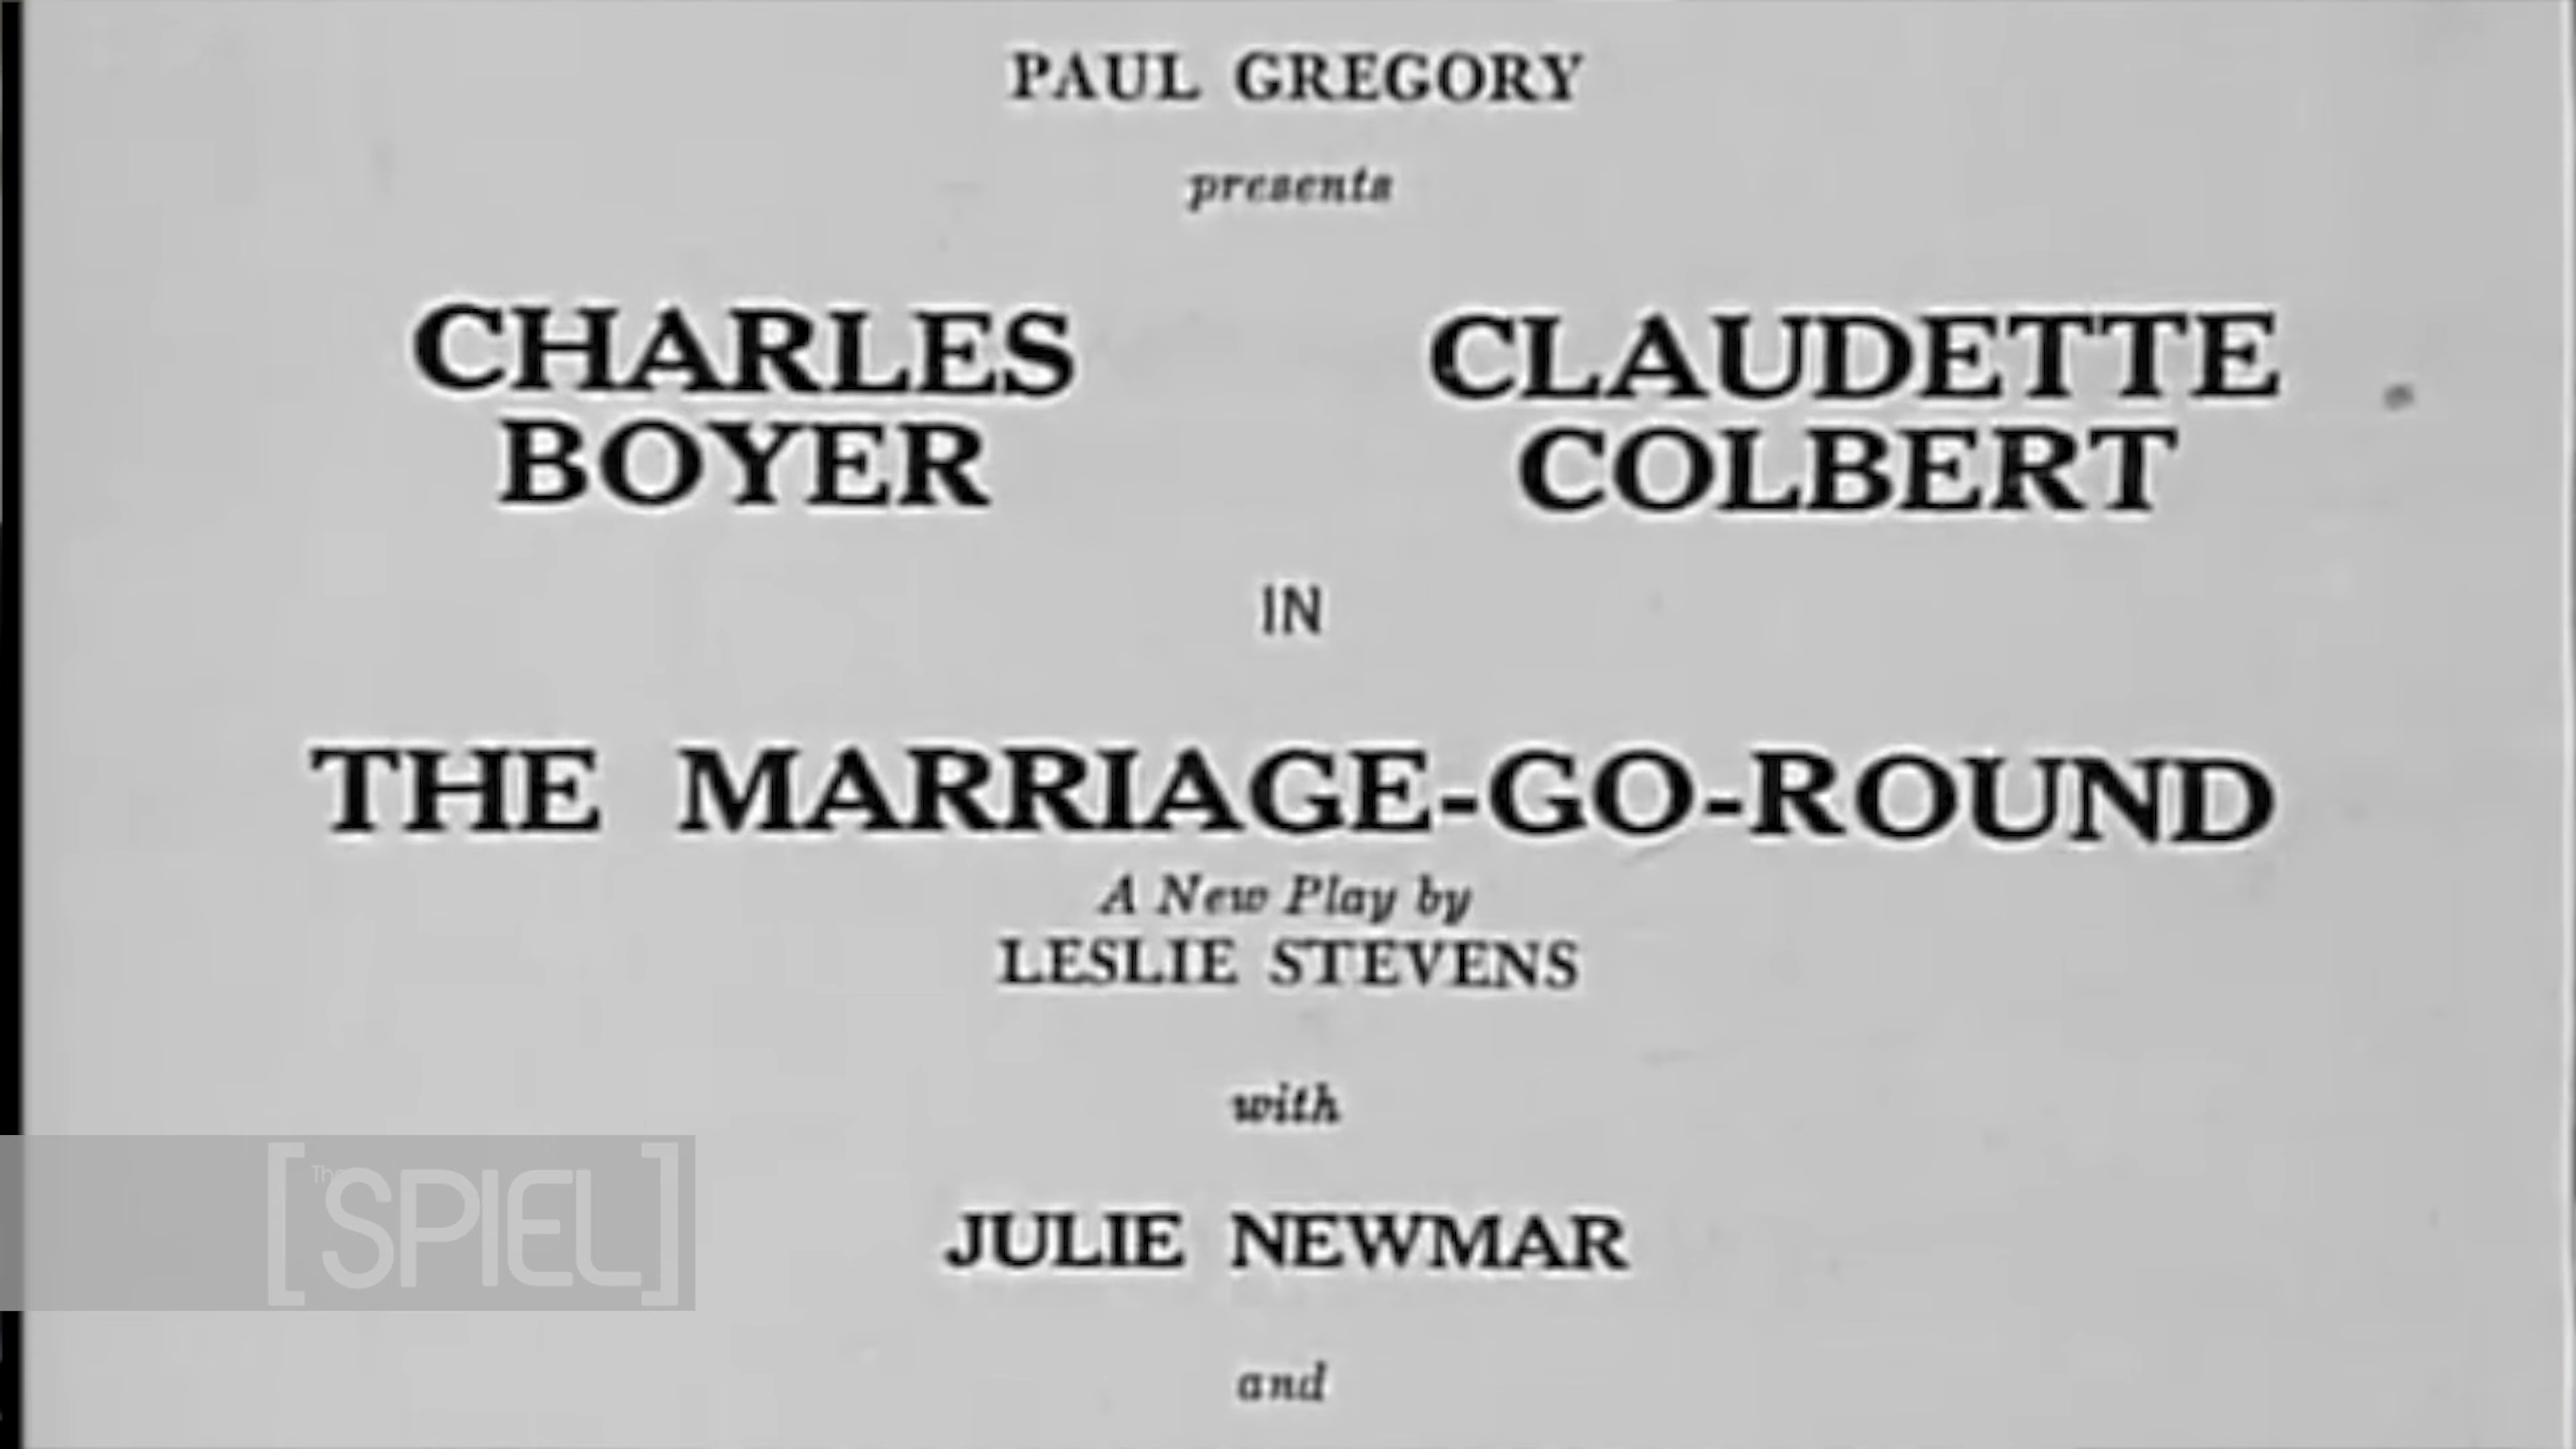 PAUL GREGORY
presents
CHARLES BOYER
CLAUDETTE COLBERT
IN
THE MARRIAGE-GO-ROUND
A New Play by
LESLIE STEVENS
with
JULIE NEWMAR
and
[The SPIEL]